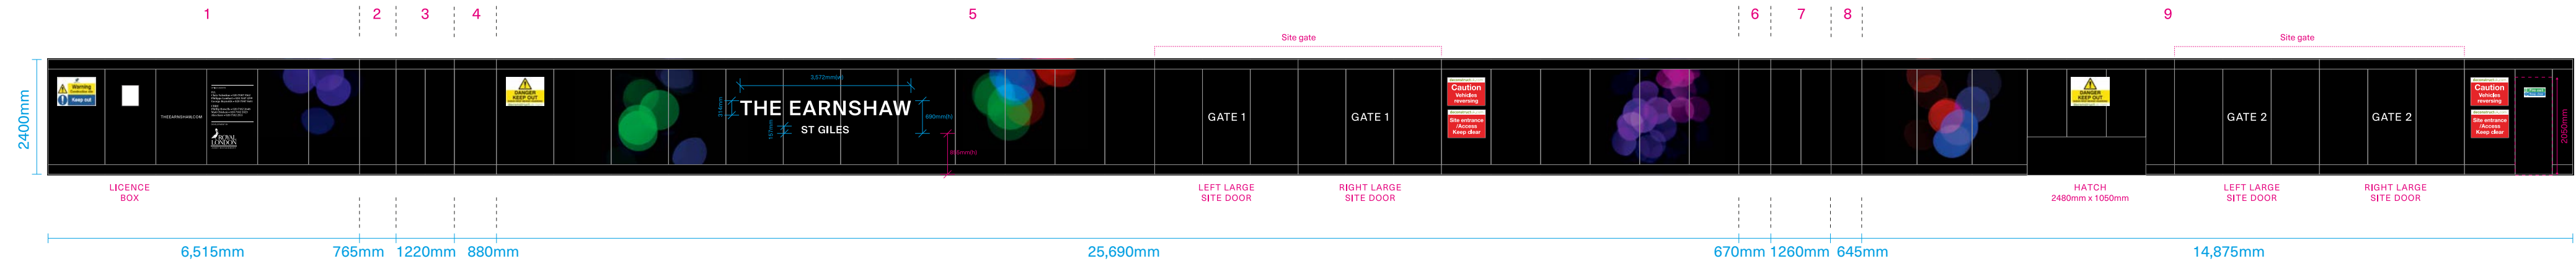 1 2 3 4 5 6 7 8 9
Site gate
Site gate
2400mm
Warning
Keep out
THEEARNSHAW.COM
ROYAL
LONDON
DANGER
KEEP OUT
3,572mm(w)
314mm
157mm
THE EARNSHAW
ST GILES
690mm(h)
GATE 1
GATE 1
Caution
Vehicles
reversing
Site entrance
/Access
Keep clear
DANGER
KEEP OUT
GATE 2
GATE 2
Caution
Vehicles
reversing
Site entrance
/Access
Keep clear
2050mm
LICENCE
BOX
LEFT LARGE
SITE DOOR
RIGHT LARGE
SITE DOOR
HATCH
2480mm x 1050mm
LEFT LARGE
SITE DOOR
RIGHT LARGE
SITE DOOR
6,515mm 765mm 1220mm 880mm 25,690mm 670mm 1260mm 645mm 14,875mm